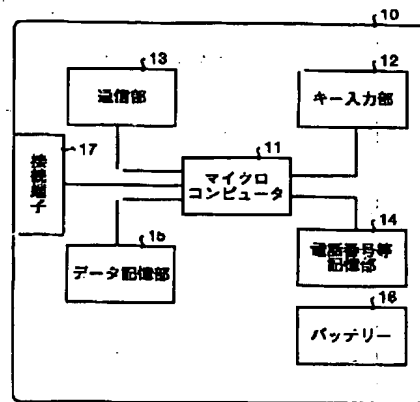 10
13
通信部
12
キー入力部
接続端子
17
11
マイクロ
コンピュータ
15
データ記憶部
14
電話番号等
記憶部
16
バッテリー